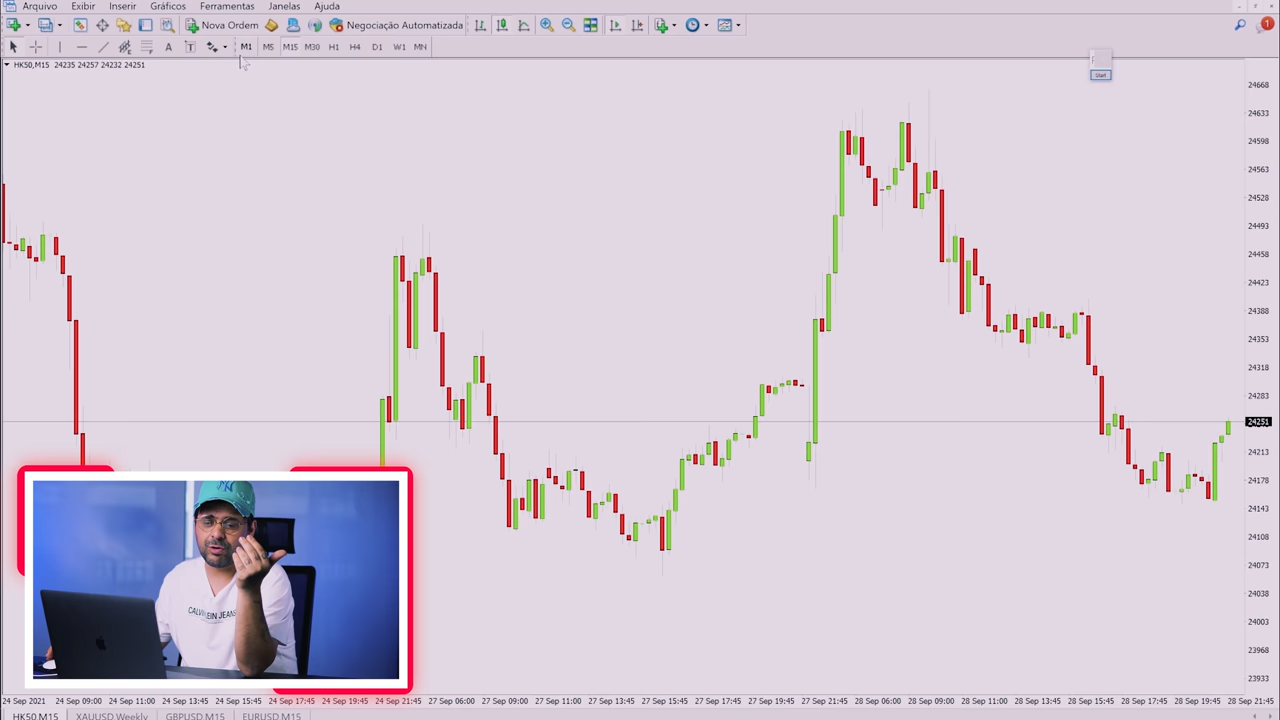 Arquivo Exibir Inserir Gráficos Ferramentas Janelas Ajuda
Nova Ordem Negociação Automatizada 1
A T M1 M5 M15 M30 H1 H4 D1 W1 MN
HK50,M15 24235 24257 24232 24251
Start
24668
24633
24598
24563
24528
24493
24458
24423
24388
24353
24318
24283
24251
24213
24178
24143
24108
24073
24038
24003
23968
23933
CALVIN KLEIN JEANS
24 Sep 2021 24 Sep 09:00 24 Sep 11:00 24 Sep 13:45 24 Sep 15:45 24 Sep 17:45 24 Sep 19:45 24 Sep 21:45 27 Sep 06:00 27 Sep 09:00 27 Sep 11:00 27 Sep 13:45 27 Sep 15:45 27 Sep 17:45 27 Sep 19:45 27 Sep 21:45 28 Sep 06:00 28 Sep 09:00 28 Sep 11:00 28 Sep 13:45 28 Sep 15:45 28 Sep 17:45 28 Sep 19:45 28 Sep 21:45
HK50,M15 XAUUSD,Weekly GBPUSD,M15 EURUSD,M15